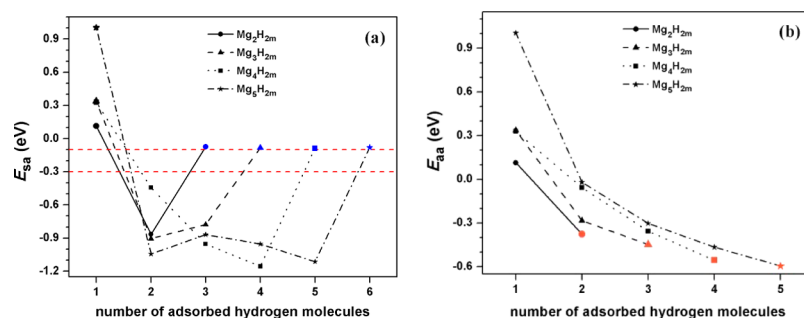 (a)
Mg2H2m
Mg3H2m
Mg4H2m
Mg5H2m
0.9
0.6
0.3
0.0
-0.3
-0.6
-0.9
-1.2
Esa (eV)
1 2 3 4 5 6
number of adsorbed hydrogen molecules
(b)
Mg2H2m
Mg3H2m
Mg4H2m
Mg5H2m
0.9
0.6
0.3
0.0
-0.3
-0.6
Eaa (eV)
1 2 3 4 5
number of adsorbed hydrogen molecules